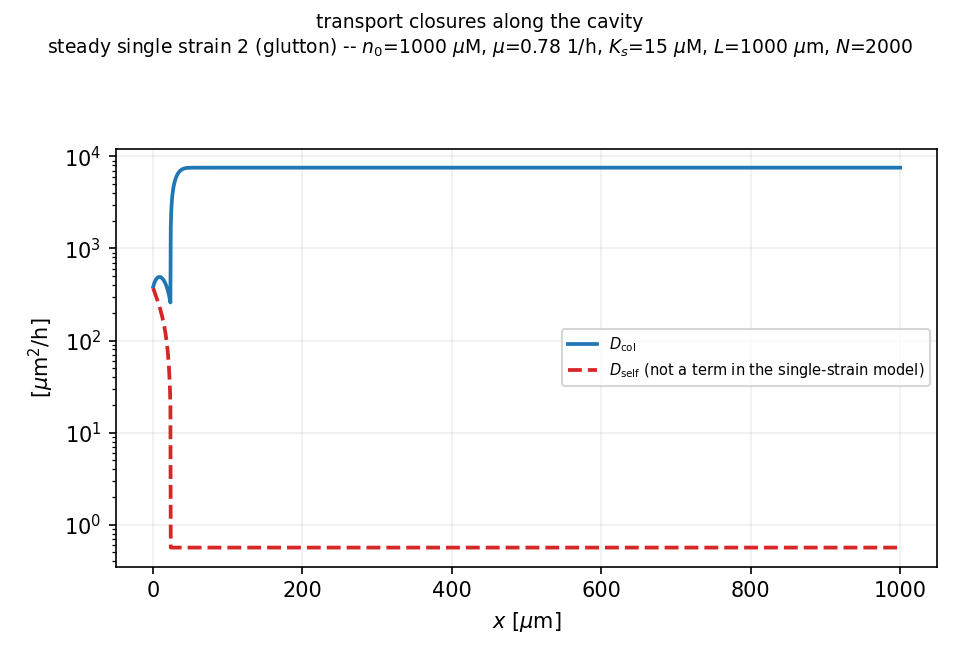 transport closures along the cavity
steady single strain 2 (glutton) -- n₀=1000 μM, μ=0.78 1/h, Kₛ=15 μM, L=1000 μm, N=2000
10⁴
10³
10²
10¹
10⁰
[μm²/h]
D_col
D_self (not a term in the single-strain model)
0 200 400 600 800 1000
x [μm]